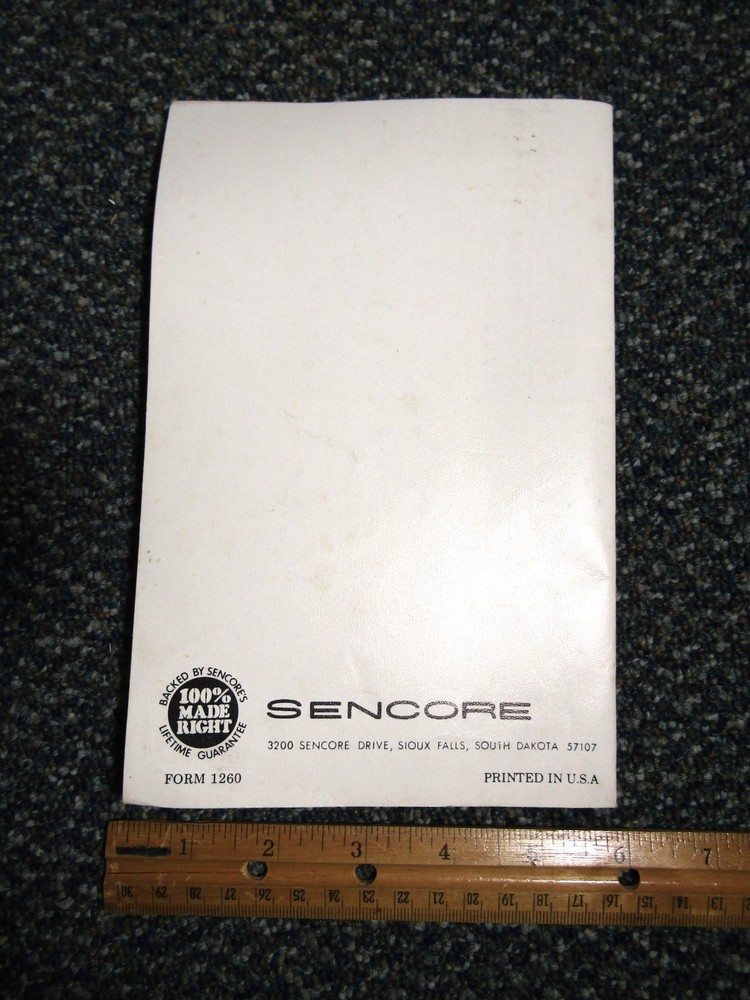 BACKED BY SENCORE'S
100%
MADE
RIGHT
LIFETIME GUARANTEE
SENCORE
3200 SENCORE DRIVE, SIOUX FALLS, SOUTH DAKOTA 57107
FORM 1260
PRINTED IN U.S.A
1 2 3 4 5 6 7
30 29 28 27 26 25 24 23 22 21 20 19 18 17 16 15 14 13